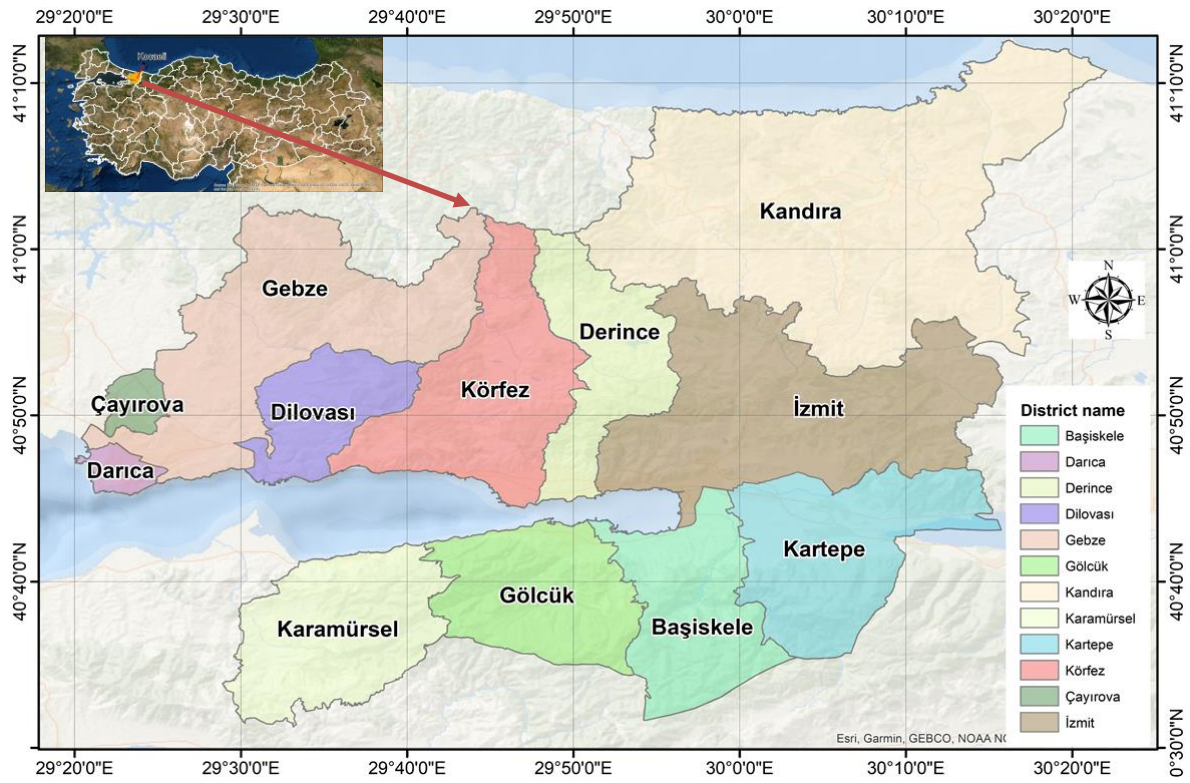 29°20'0"E 29°30'0"E 29°40'0"E 29°50'0"E 30°0'0"E 30°10'0"E 30°20'0"E
41°10'0"N
41°10'0"N
Kocaeli
Kandıra
41°0'0"N
41°0'0"N
Gebze
N
W E
S
Derince
Körfez
Çayırova
Dilovası
İzmit
40°50'0"N
40°50'0"N
Darıca
District name
Başiskele
Darıca
Derince
Dilovası
Gebze
Gölcük
Kandıra
Karamürsel
Kartepe
Körfez
Çayırova
İzmit
Kartepe
40°40'0"N
40°40'0"N
Gölcük
Karamürsel
Başiskele
Esri, Garmin, GEBCO, NOAA
0°30'0"N
29°20'0"E 29°30'0"E 29°40'0"E 29°50'0"E 30°0'0"E 30°10'0"E 30°20'0"E